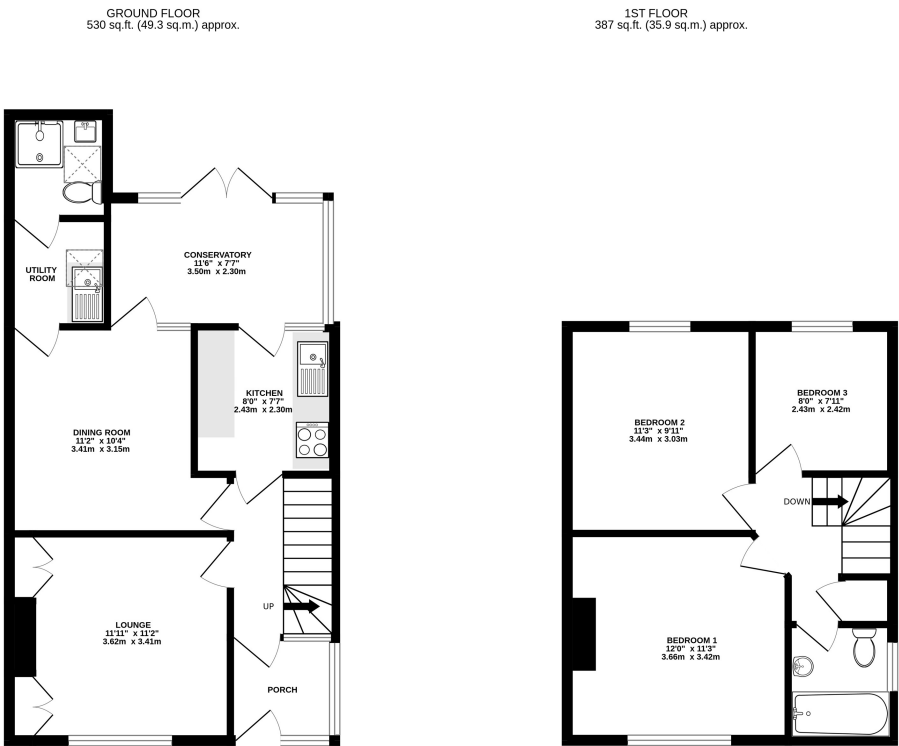 GROUND FLOOR
530 sq.ft. (49.3 sq.m.) approx.
1ST FLOOR
387 sq.ft. (35.9 sq.m.) approx.
CONSERVATORY
11'6" x 7'7"
3.50m x 2.30m
UTILITY
ROOM
KITCHEN
8'0" x 7'7"
2.43m x 2.30m
DINING ROOM
11'2" x 10'4"
3.41m x 3.15m
UP
LOUNGE
11'11" x 11'2"
3.62m x 3.41m
PORCH
BEDROOM 3
8'0" x 7'11"
2.43m x 2.42m
BEDROOM 2
11'3" x 9'11"
3.44m x 3.03m
DOWN
BEDROOM 1
12'0" x 11'3"
3.66m x 3.42m